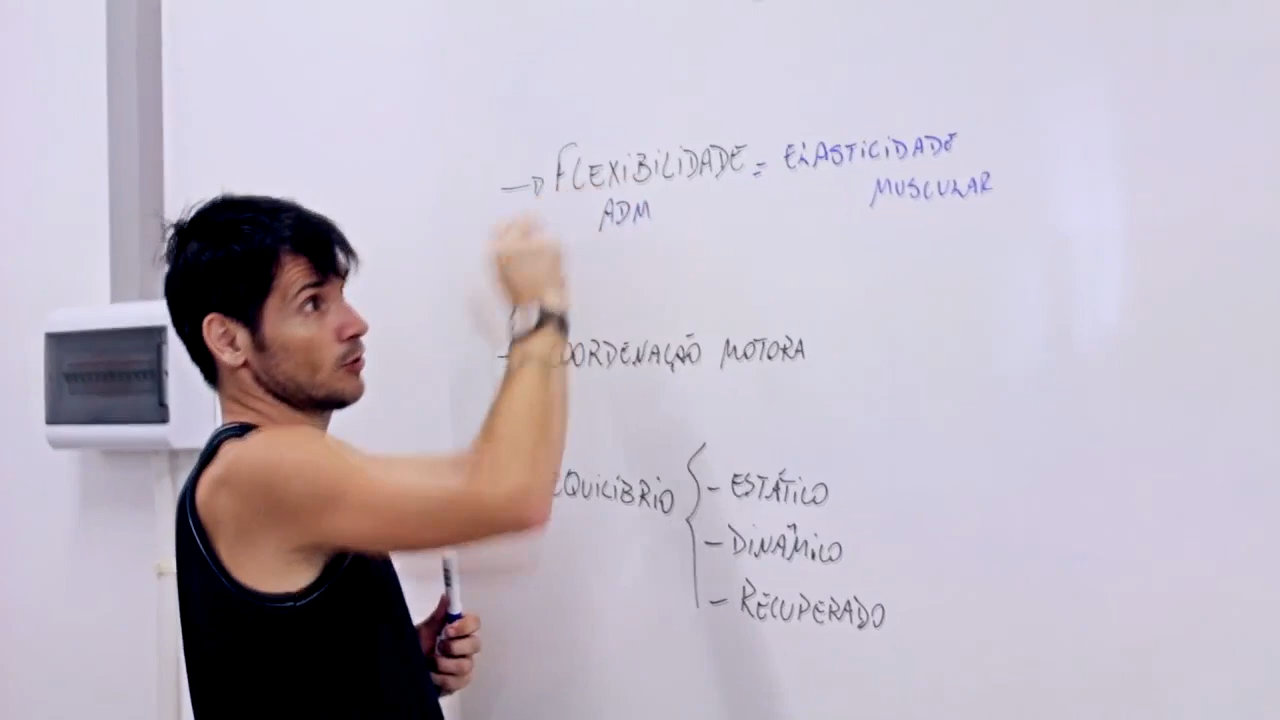 → FLEXIBILIDADE = ELASTICIDADE
MUSCULAR
ADM
COORDENAÇÃO MOTORA
EQUILÍBRIO
- ESTÁTICO
- DINÂMICO
- RECUPERADO